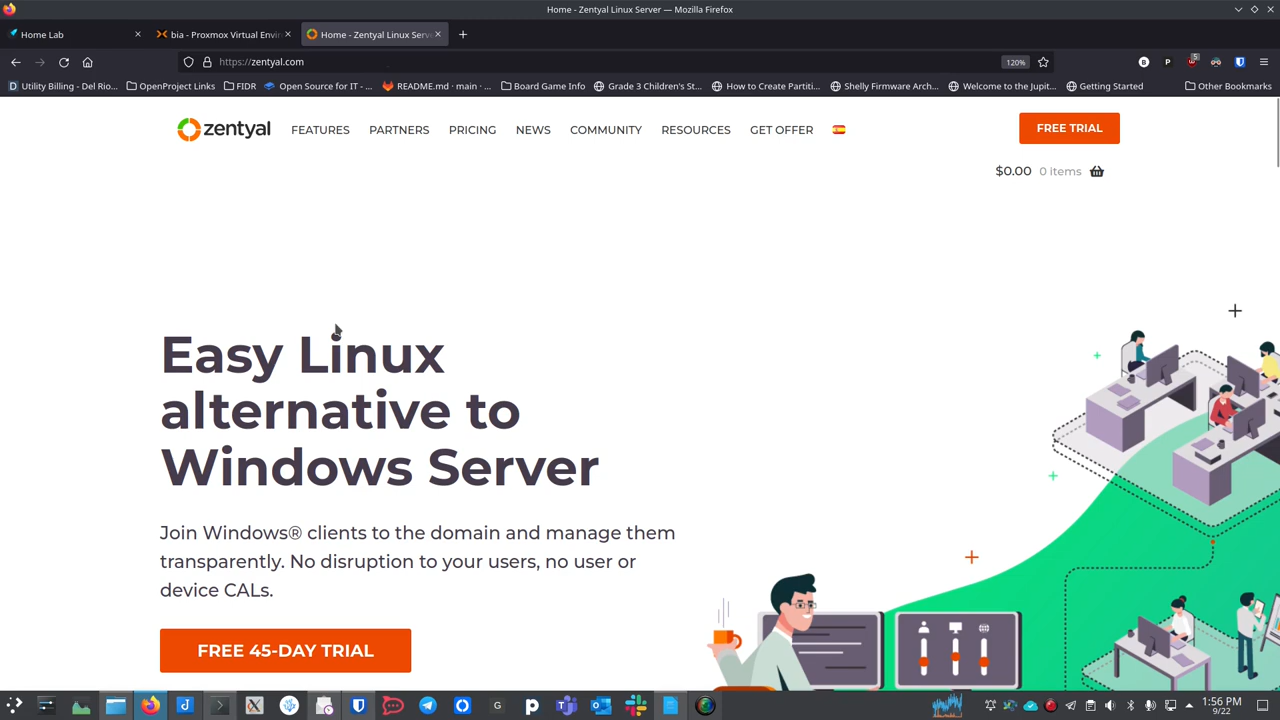 Home - Zentyal Linux Server — Mozilla Firefox
Home Lab
bia - Proxmox Virtual Envi
Home - Zentyal Linux Serv
https://zentyal.com
120%
Utility Billing - Del Rio...
OpenProject Links
FIDR
Open Source for IT - ...
README.md · main · ...
Board Game Info
Grade 3 Children's St...
How to Create Partiti...
Shelly Firmware Arch...
Welcome to the Jupit...
Getting Started
Other Bookmarks
zentyal
FEATURES
PARTNERS
PRICING
NEWS
COMMUNITY
RESOURCES
GET OFFER
FREE TRIAL
$0.00 0 items
Easy Linux
alternative to
Windows Server
Join Windows® clients to the domain and manage them
transparently. No disruption to your users, no user or
device CALs.
FREE 45-DAY TRIAL
1:56 PM
9/22